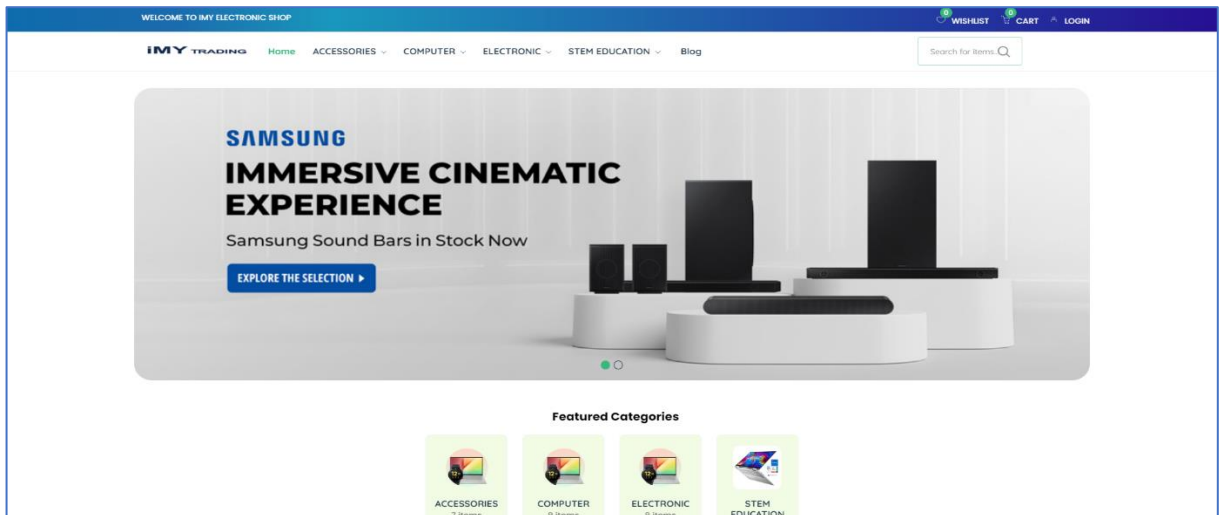 WELCOME TO IMY ELECTRONIC SHOP
0 WISHLIST 0 CART LOGIN
iMY TRADING Home ACCESSORIES COMPUTER ELECTRONIC STEM EDUCATION Blog Search for items
SAMSUNG
IMMERSIVE CINEMATIC
EXPERIENCE
Samsung Sound Bars in Stock Now
EXPLORE THE SELECTION
Featured Categories
ACCESSORIES COMPUTER ELECTRONIC STEM
EDUCATION